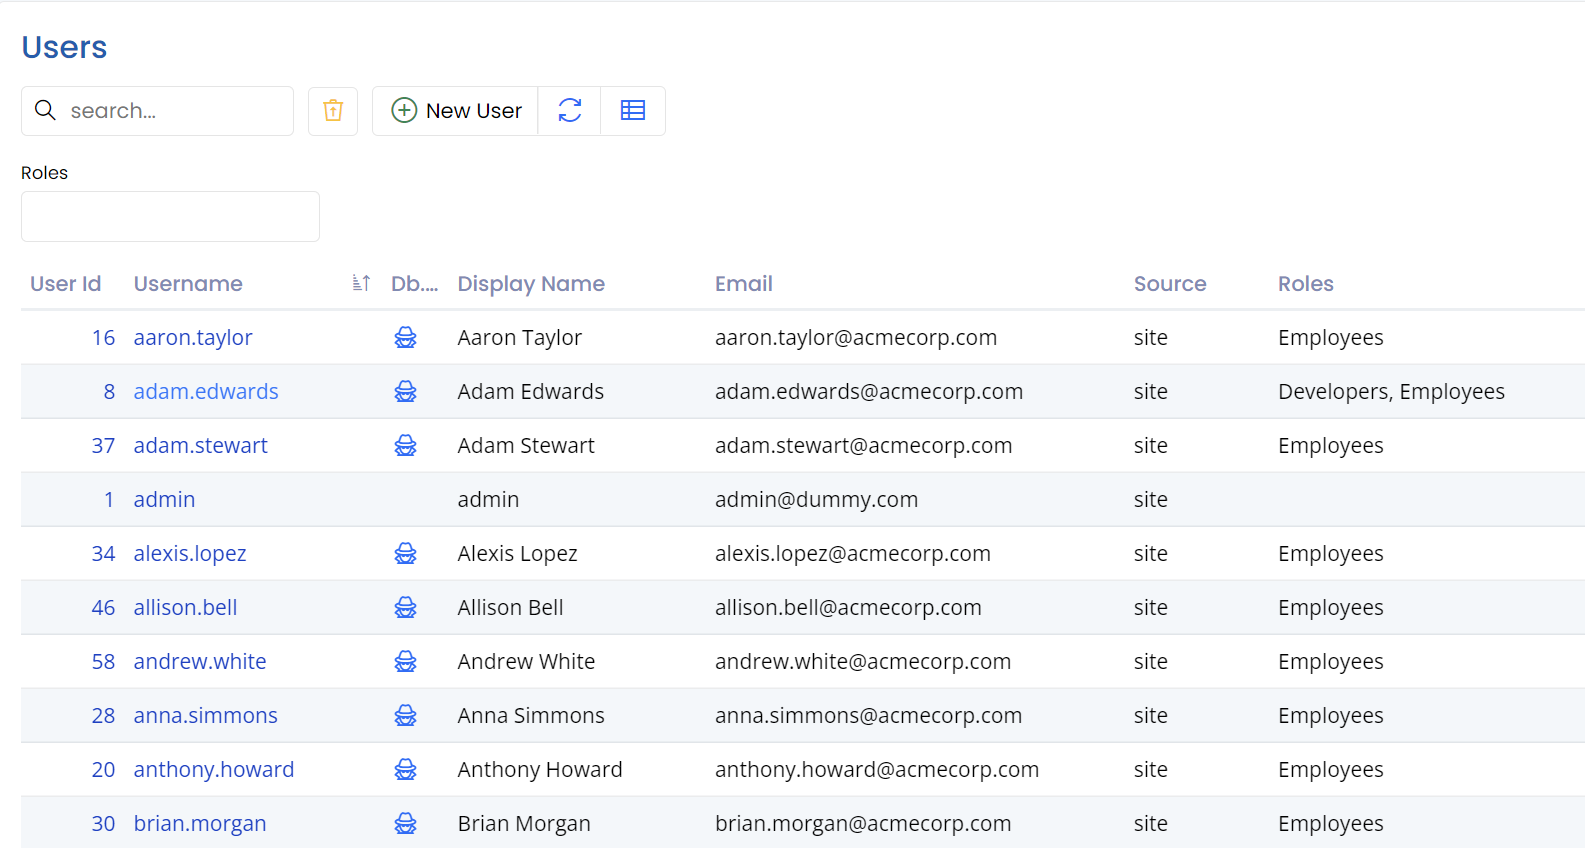 Users
search...
New User
Roles
User Id Username Db.... Display Name Email Source Roles
16 aaron.taylor Aaron Taylor aaron.taylor@acmecorp.com site Employees
8 adam.edwards Adam Edwards adam.edwards@acmecorp.com site Developers, Employees
37 adam.stewart Adam Stewart adam.stewart@acmecorp.com site Employees
1 admin admin admin@dummy.com site
34 alexis.lopez Alexis Lopez alexis.lopez@acmecorp.com site Employees
46 allison.bell Allison Bell allison.bell@acmecorp.com site Employees
58 andrew.white Andrew White andrew.white@acmecorp.com site Employees
28 anna.simmons Anna Simmons anna.simmons@acmecorp.com site Employees
20 anthony.howard Anthony Howard anthony.howard@acmecorp.com site Employees
30 brian.morgan Brian Morgan brian.morgan@acmecorp.com site Employees